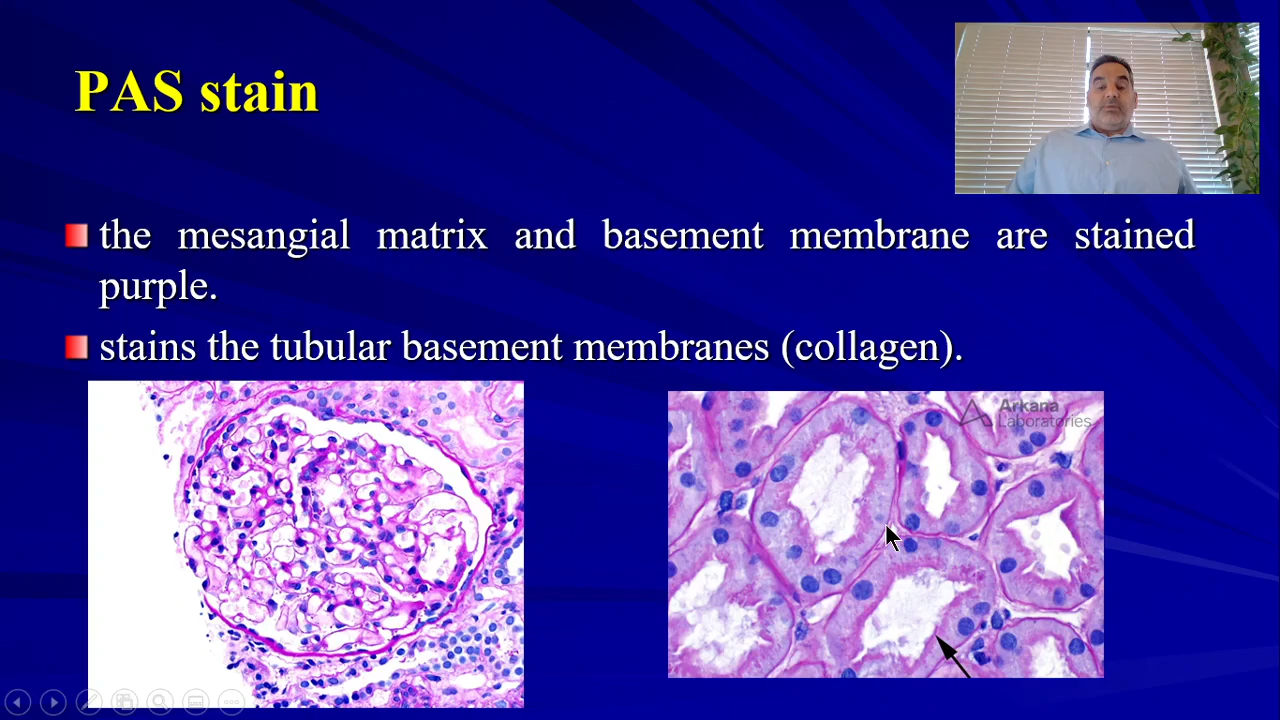 PAS stain
the mesangial matrix and basement membrane are stained
purple.
stains the tubular basement membranes (collagen).
Arkana
Laboratories